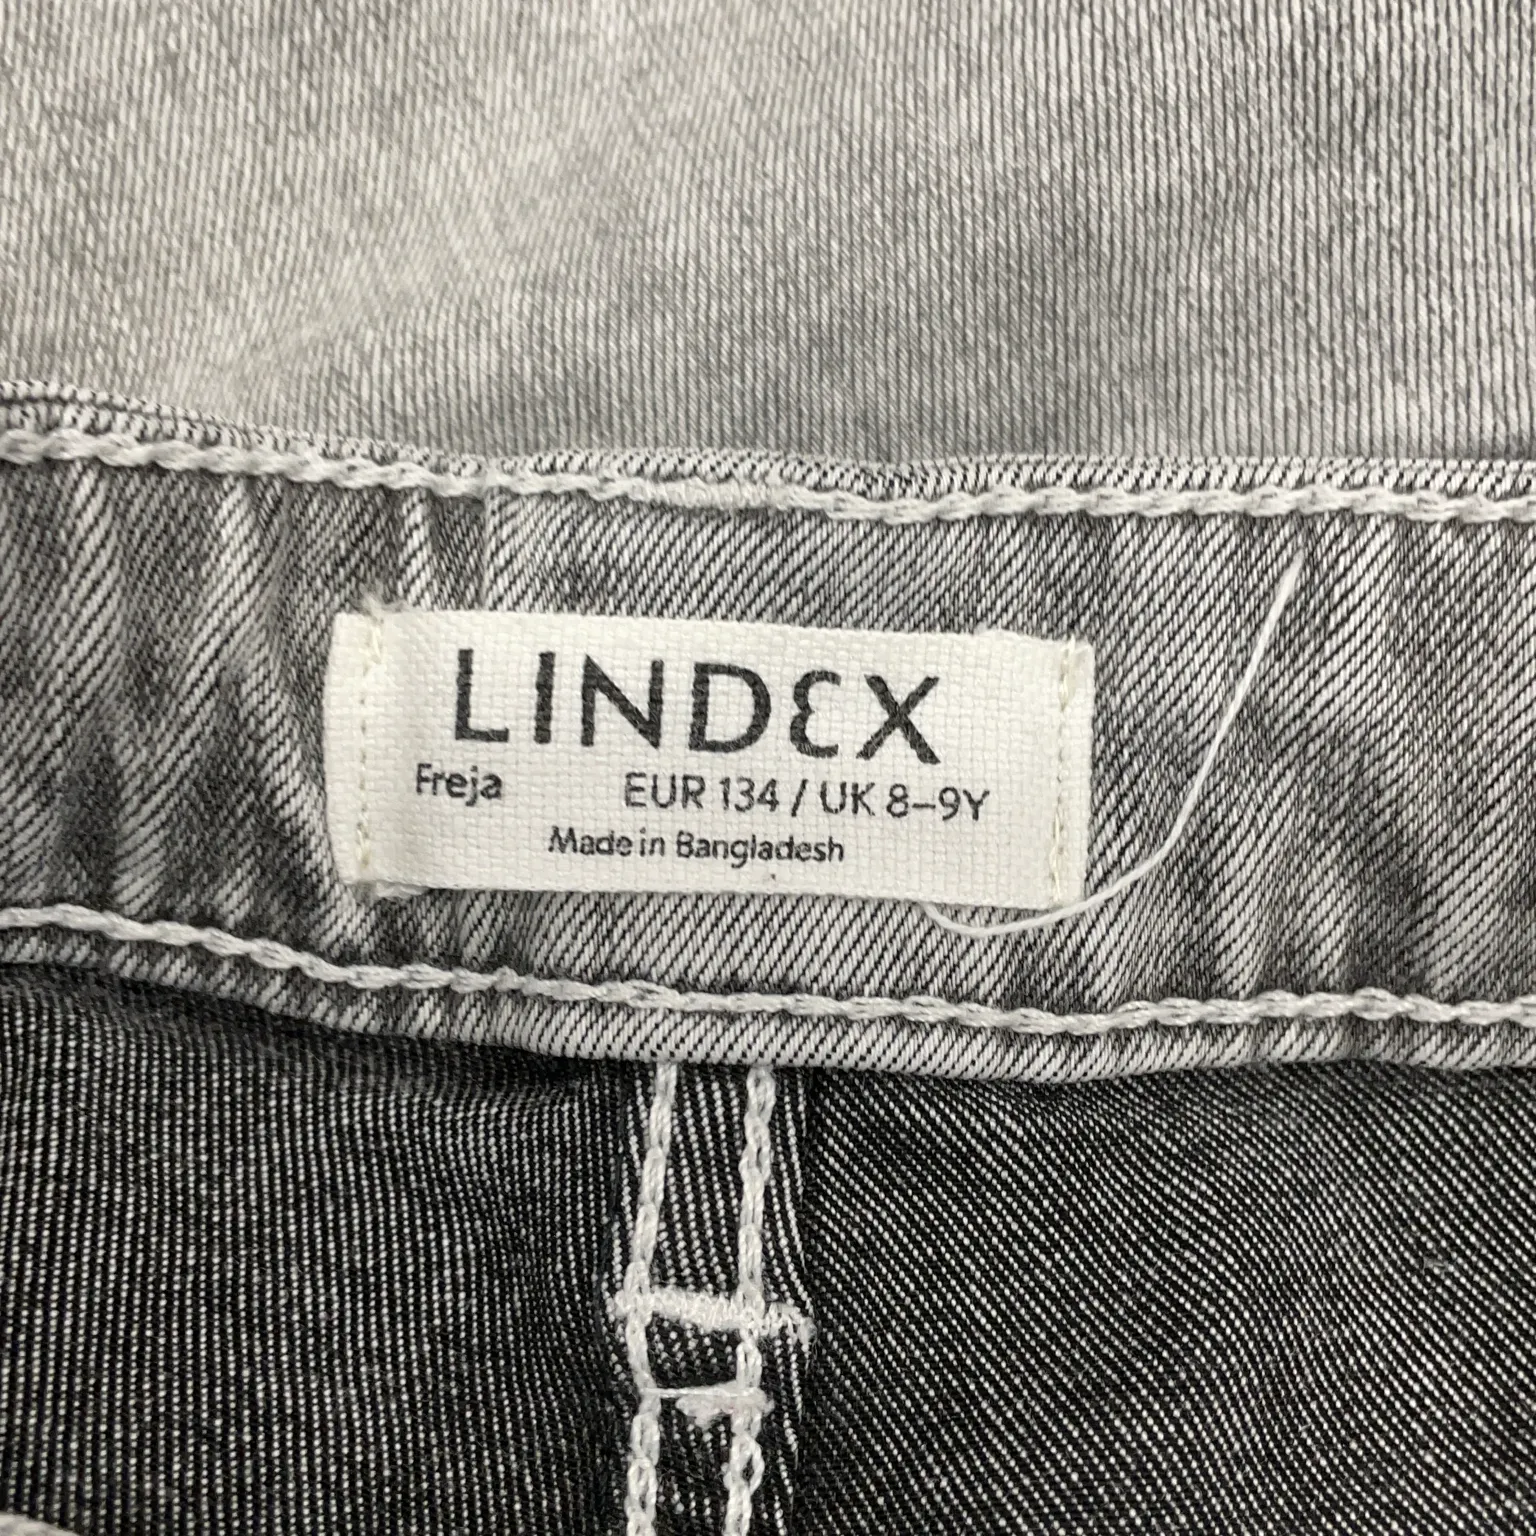 LINDEX
Freja EUR 134 / UK 8–9Y
Made in Bangladesh